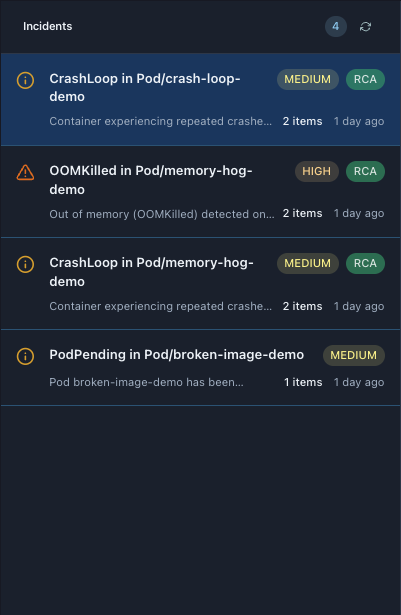 Incidents 4
CrashLoop in Pod/crash-loop- MEDIUM RCA
demo
Container experiencing repeated crashe... 2 items 1 day ago
OOMKilled in Pod/memory-hog- HIGH RCA
demo
Out of memory (OOMKilled) detected on... 2 items 1 day ago
CrashLoop in Pod/memory-hog- MEDIUM RCA
demo
Container experiencing repeated crashe... 2 items 1 day ago
PodPending in Pod/broken-image-demo MEDIUM
Pod broken-image-demo has been... 1 items 1 day ago